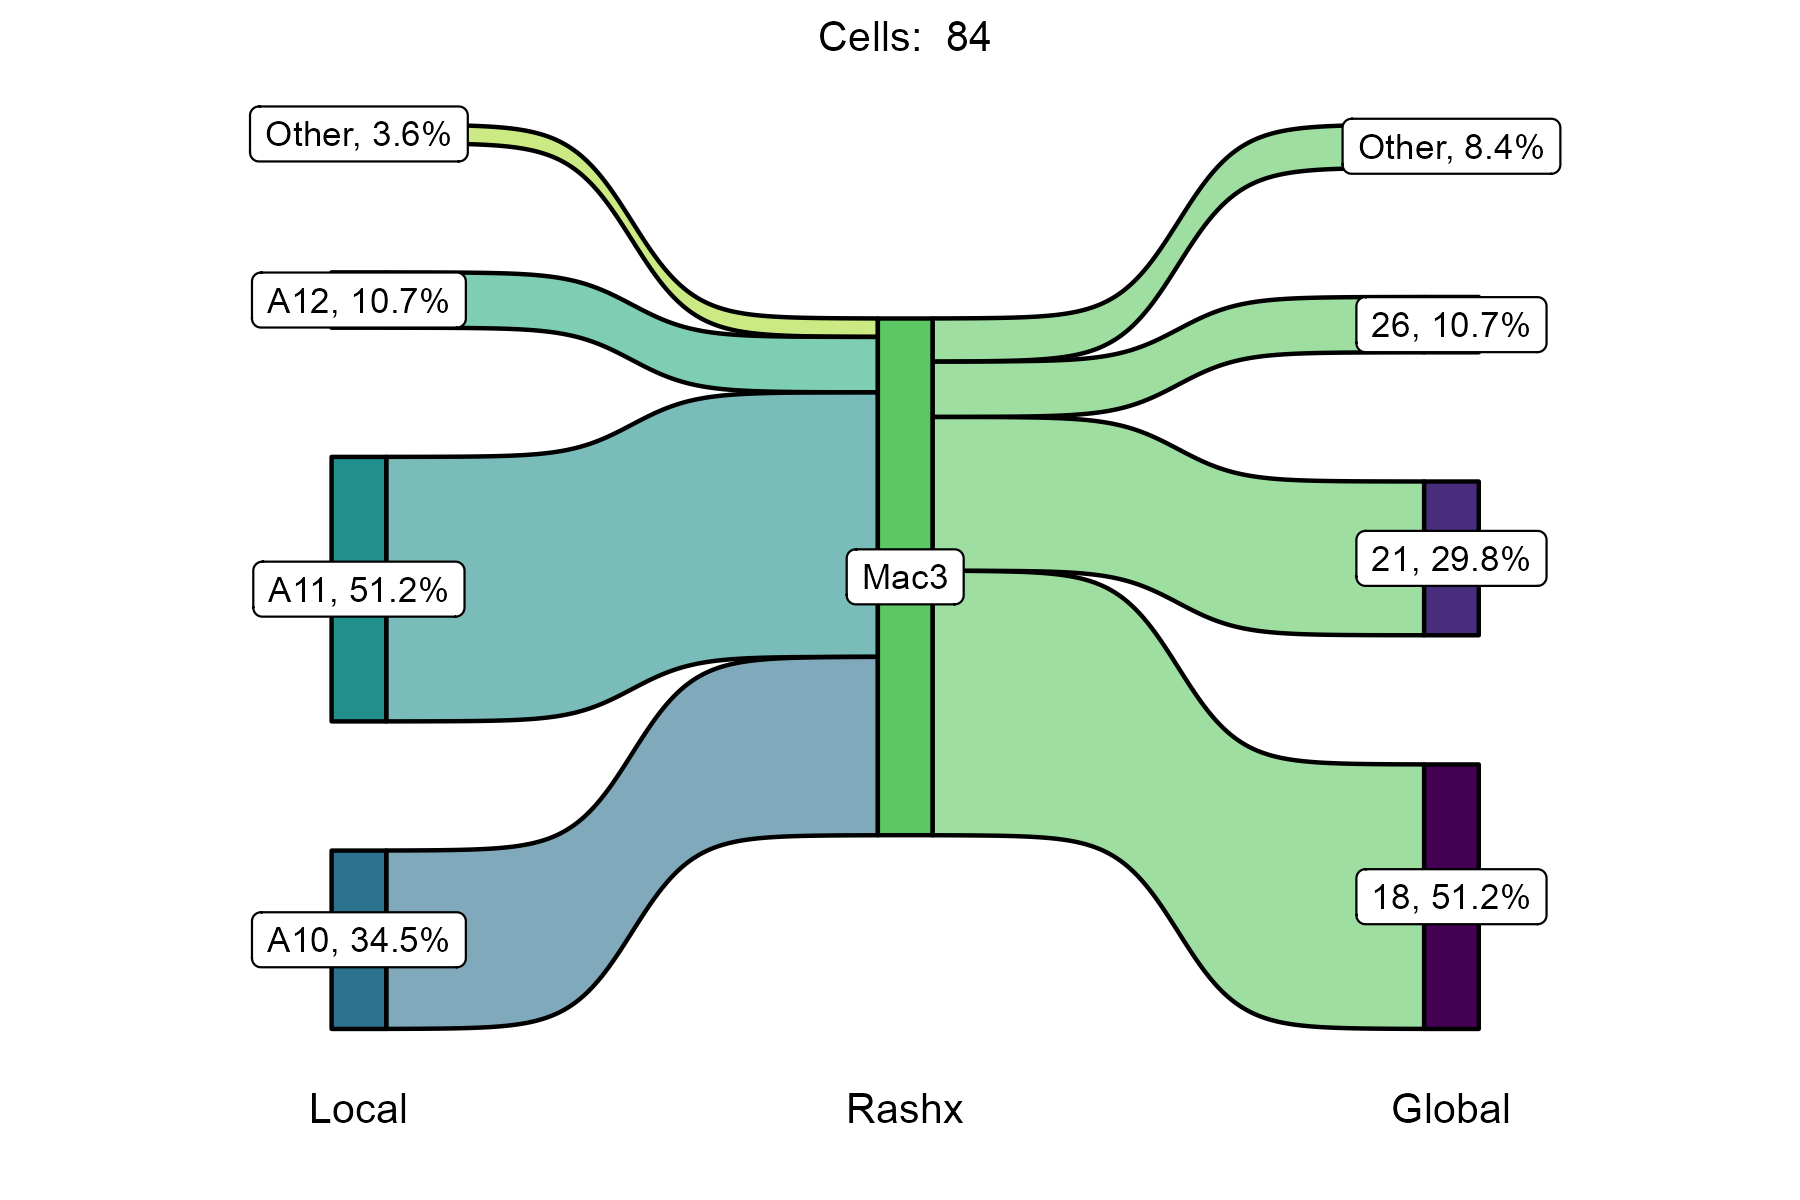 Cells:  84
Other, 3.6%
Other, 8.4%
A12, 10.7%
26, 10.7%
A11, 51.2%
Mac3
21, 29.8%
A10, 34.5%
18, 51.2%
Local
Rashx
Global